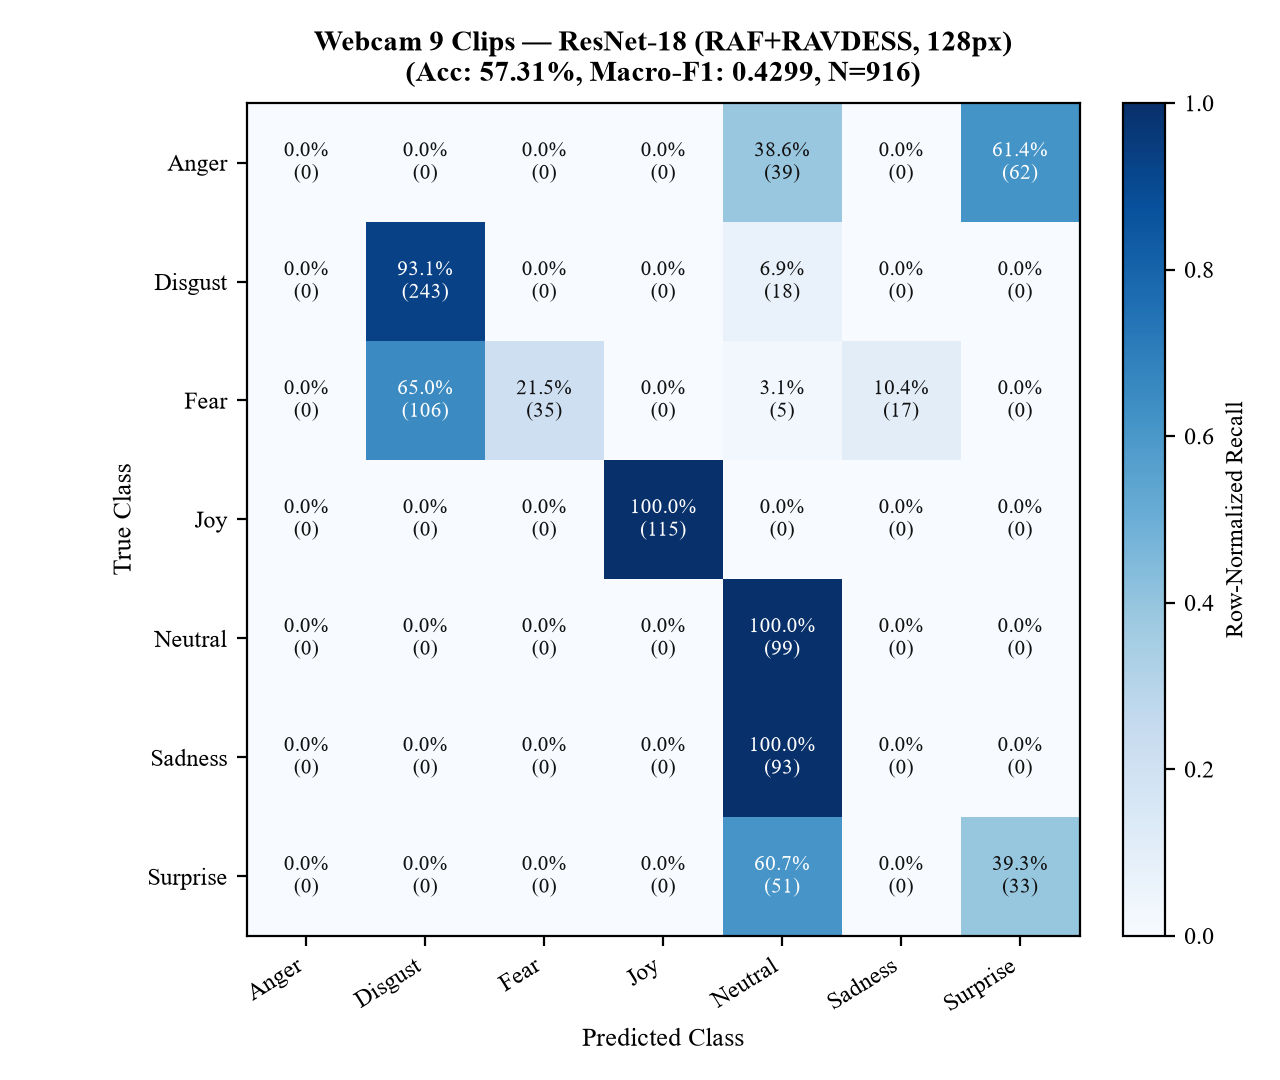 Webcam 9 Clips — ResNet-18 (RAF+RAVDESS, 128px)
(Acc: 57.31%, Macro-F1: 0.4299, N=916)
True Class
Anger
0.0% 0.0% 0.0% 0.0% 38.6% 0.0% 61.4%
(0) (0) (0) (0) (39) (0) (62)
Disgust
0.0% 93.1% 0.0% 0.0% 6.9% 0.0% 0.0%
(0) (243) (0) (0) (18) (0) (0)
Fear
0.0% 65.0% 21.5% 0.0% 3.1% 10.4% 0.0%
(0) (106) (35) (0) (5) (17) (0)
Joy
0.0% 0.0% 0.0% 100.0% 0.0% 0.0% 0.0%
(0) (0) (0) (115) (0) (0) (0)
Neutral
0.0% 0.0% 0.0% 0.0% 100.0% 0.0% 0.0%
(0) (0) (0) (0) (99) (0) (0)
Sadness
0.0% 0.0% 0.0% 0.0% 100.0% 0.0% 0.0%
(0) (0) (0) (0) (93) (0) (0)
Surprise
0.0% 0.0% 0.0% 0.0% 60.7% 0.0% 39.3%
(0) (0) (0) (0) (51) (0) (33)
Anger Disgust Fear Joy Neutral Sadness Surprise
Predicted Class
1.0
0.8
0.6
0.4
0.2
0.0
Row-Normalized Recall